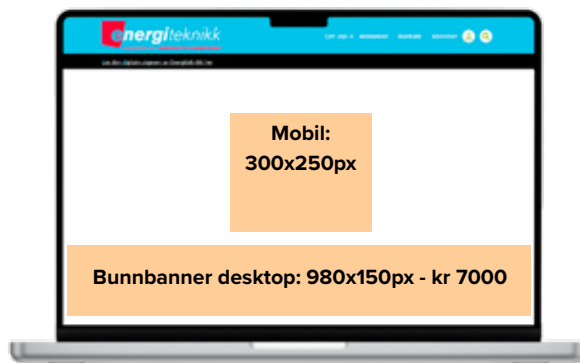 energiteknikk
Mobil:
300x250px
Bunnbanner desktop: 980x150px - kr 7000